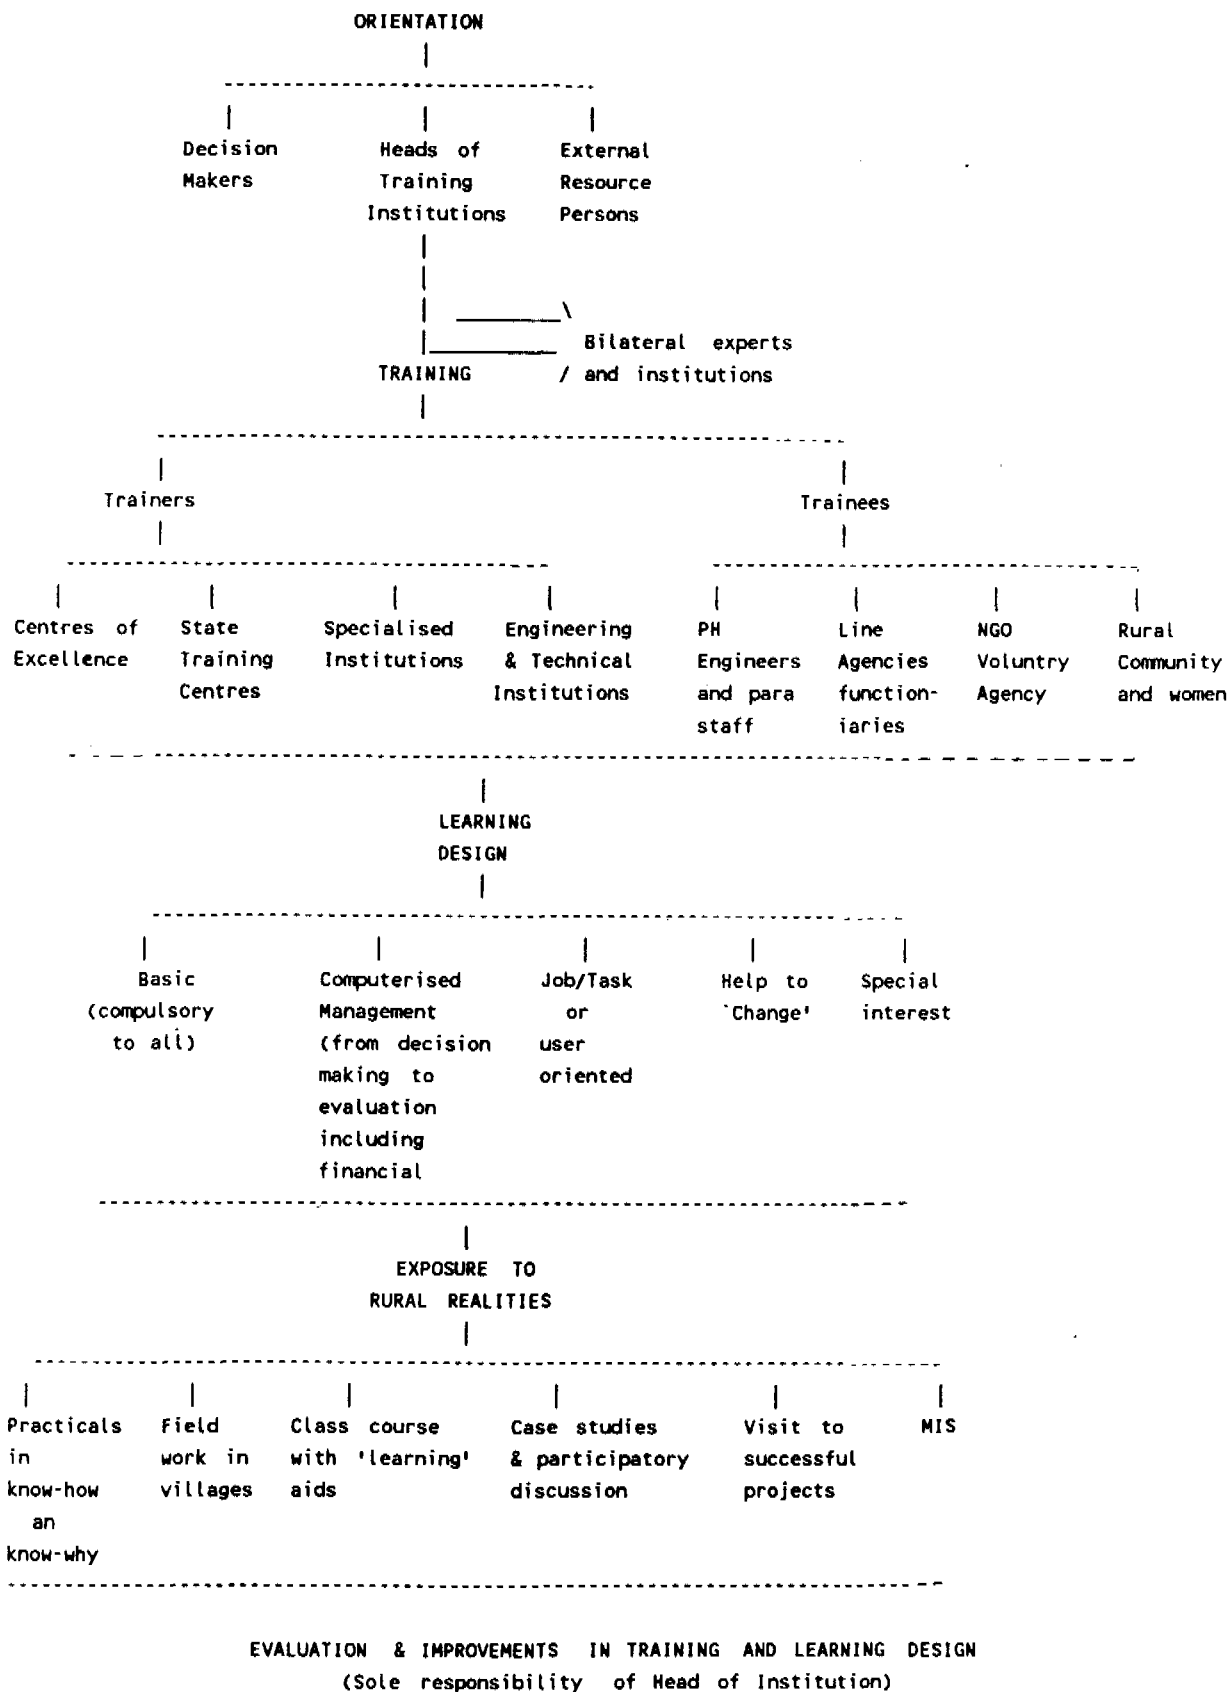 ORIENTATION
Decision Makers
Heads of Training Institutions
External Resource Persons
Bilateral experts
TRAINING / and institutions
Trainers
Trainees
Centres of Excellence
State Training Centres
Specialised Institutions
Engineering & Technical Institutions
PH Engineers and para staff
Line Agencies function- iaries
NGO Voluntry Agency
Rural Community and women
LEARNING
DESIGN
Basic (compulsory to all)
Computerised Management (from decision making to evaluation including financial
Job/Task or user oriented
Help to `Change'
Special interest
EXPOSURE TO
RURAL REALITIES
Practicals in know-how an know-why
Field work in villages
Class course with 'learning' aids
Case studies & participatory discussion
Visit to successful projects
MIS
EVALUATION & IMPROVEMENTS IN TRAINING AND LEARNING DESIGN
(Sole responsibility of Head of Institution)